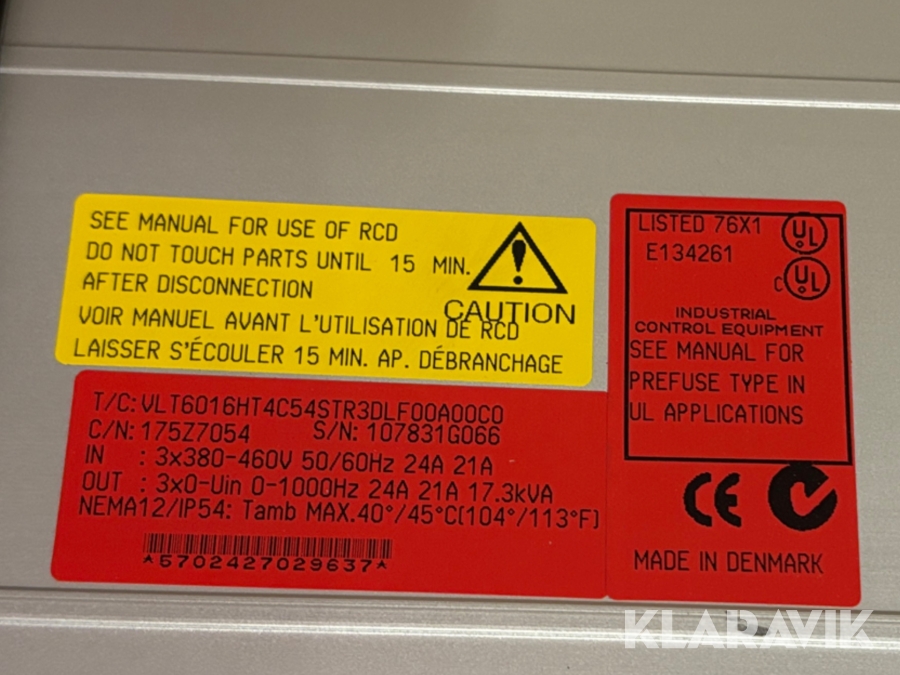 SEE MANUAL FOR USE OF RCD
DO NOT TOUCH PARTS UNTIL 15 MIN.
AFTER DISCONNECTION
CAUTION
VOIR MANUEL AVANT L'UTILISATION DE RCD
LAISSER S'ÉCOULER 15 MIN. AP. DÉBRANCHAGE
T/C: VLT6016HT4C54STR3DLF00A00C0
C/N: 175Z7054 S/N: 107831G066
IN : 3x380-460V 50/60Hz 24A 21A
OUT : 3x0-Uin 0-1000Hz 24A 21A 17.3kVA
NEMA12/IP54: Tamb MAX.40°/45°C(104°/113°F)
*5702427029637*
LISTED 76X1 UL
E134261 c UL
INDUSTRIAL
CONTROL EQUIPMENT
SEE MANUAL FOR
PREFUSE TYPE IN
UL APPLICATIONS
CE
MADE IN DENMARK
KLARAVIK